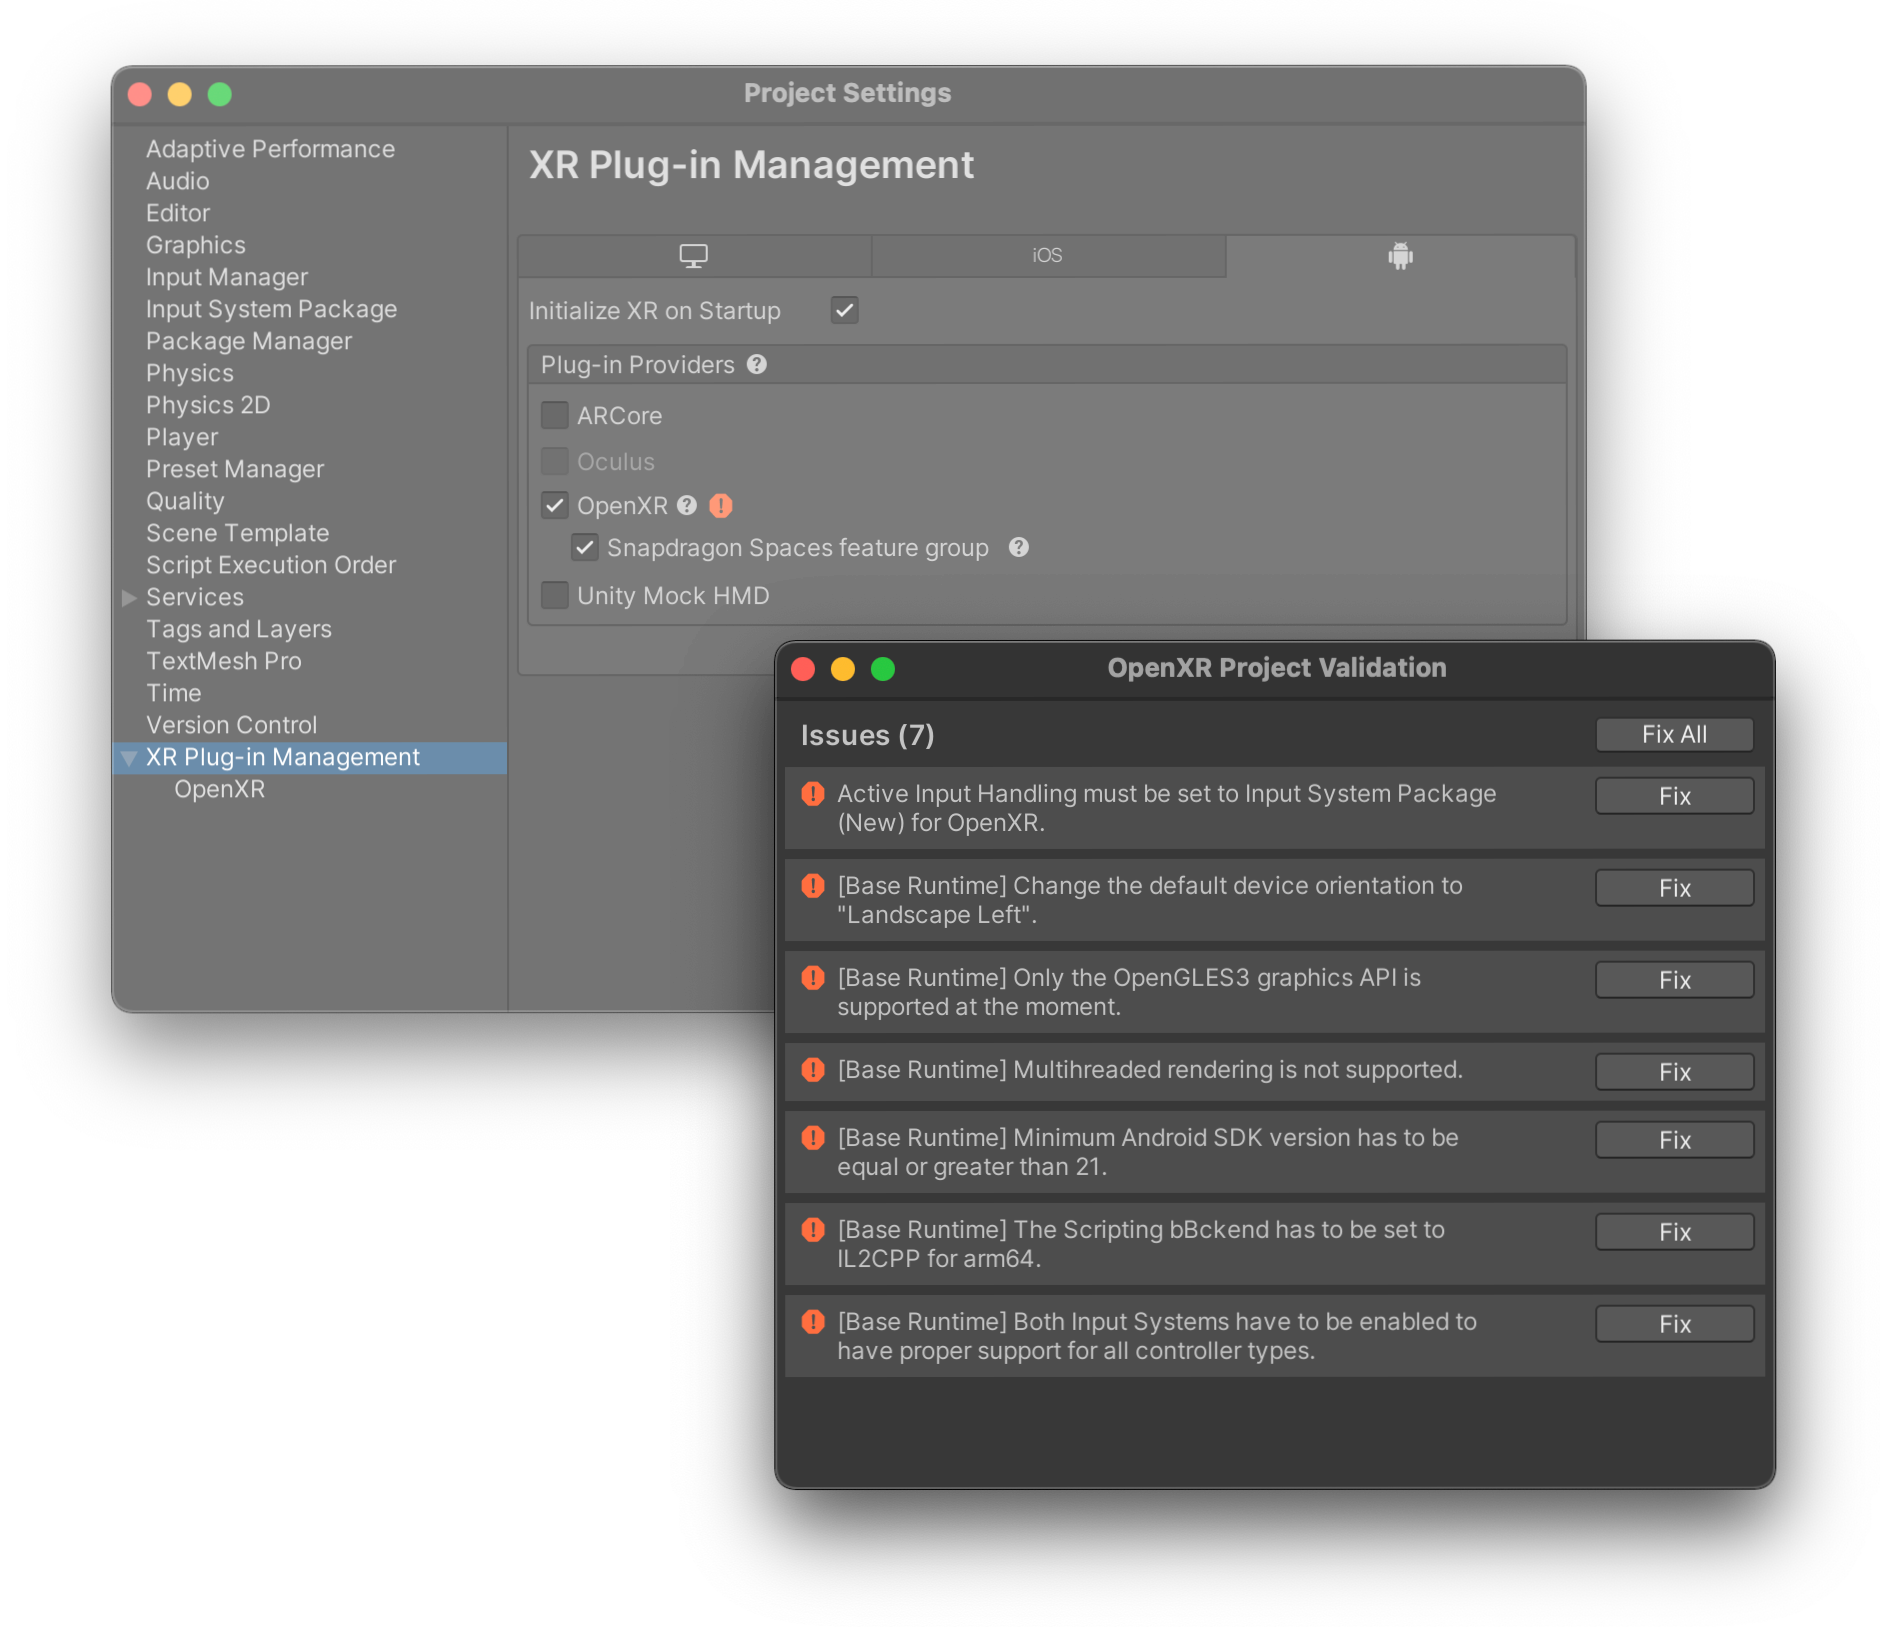 Project Settings
Adaptive Performance
Audio
Editor
Graphics
Input Manager
Input System Package
Package Manager
Physics
Physics 2D
Player
Preset Manager
Quality
Scene Template
Script Execution Order
Services
Tags and Layers
TextMesh Pro
Time
Version Control
XR Plug-in Management
OpenXR
XR Plug-in Management
iOS
Initialize XR on Startup
Plug-in Providers
ARCore
Oculus
OpenXR
Snapdragon Spaces feature group
Unity Mock HMD
OpenXR Project Validation
Issues (7)
Fix All
Active Input Handling must be set to Input System Package
(New) for OpenXR.
Fix
[Base Runtime] Change the default device orientation to
"Landscape Left".
Fix
[Base Runtime] Only the OpenGLES3 graphics API is
supported at the moment.
Fix
[Base Runtime] Multihreaded rendering is not supported.
Fix
[Base Runtime] Minimum Android SDK version has to be
equal or greater than 21.
Fix
[Base Runtime] The Scripting bBckend has to be set to
IL2CPP for arm64.
Fix
[Base Runtime] Both Input Systems have to be enabled to
have proper support for all controller types.
Fix